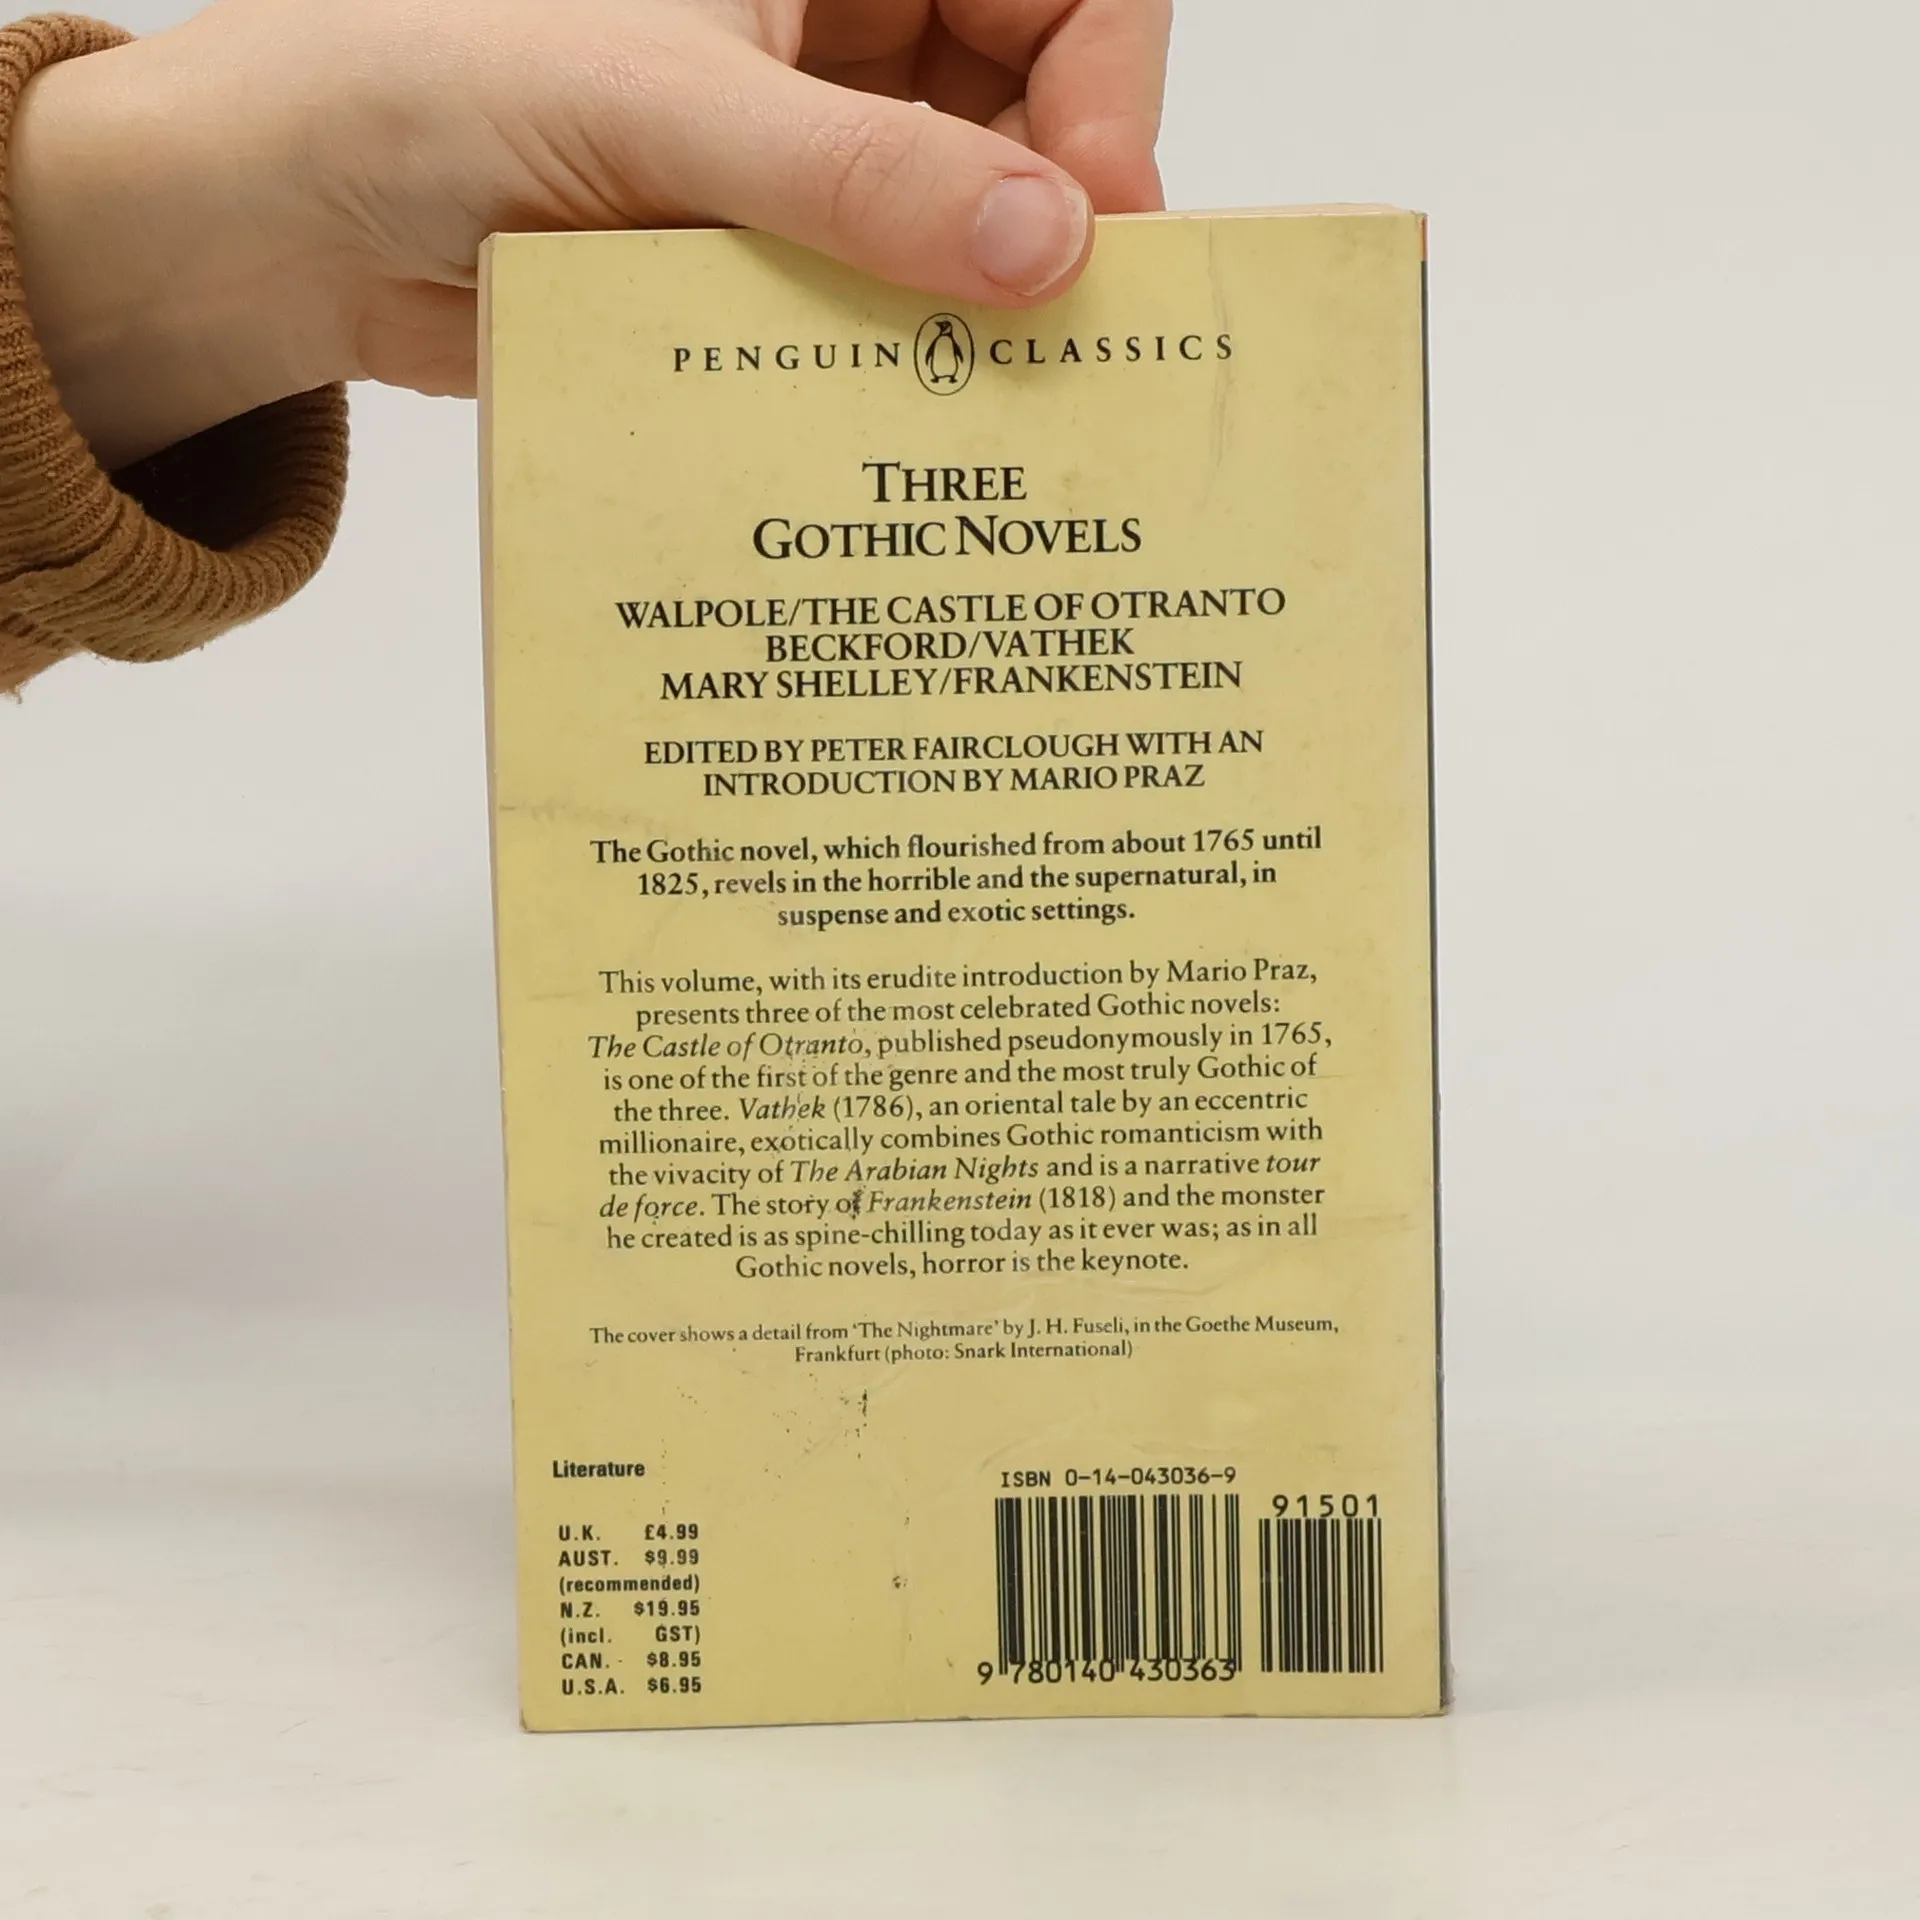 PENGUIN CLASSICS
THREE
GOTHIC NOVELS
WALPOLE/THE CASTLE OF OTRANTO
BECKFORD/VATHEK
MARY SHELLEY/FRANKENSTEIN
EDITED BY PETER FAIRCLOUGH WITH AN
INTRODUCTION BY MARIO PRAZ
The Gothic novel, which flourished from about 1765 until
1825, revels in the horrible and the supernatural, in
suspense and exotic settings.
This volume, with its erudite introduction by Mario Praz,
presents three of the most celebrated Gothic novels:
The Castle of Otranto, published pseudonymously in 1765,
is one of the first of the genre and the most truly Gothic of
the three. Vathek (1786), an oriental tale by an eccentric
millionaire, exotically combines Gothic romanticism with
the vivacity of The Arabian Nights and is a narrative tour
de force. The story of Frankenstein (1818) and the monster
he created is as spine-chilling today as it ever was; as in all
Gothic novels, horror is the keynote.
The cover shows a detail from 'The Nightmare' by J. H. Fuseli, in the Goethe Museum,
Frankfurt (photo: Snark International)
Literature
U.K. £4.99
AUST. $9.99
(recommended)
N.Z. $19.95
(incl. GST)
CAN. $8.95
U.S.A. $6.95
ISBN 0-14-043036-9
91501
9 780140 430363